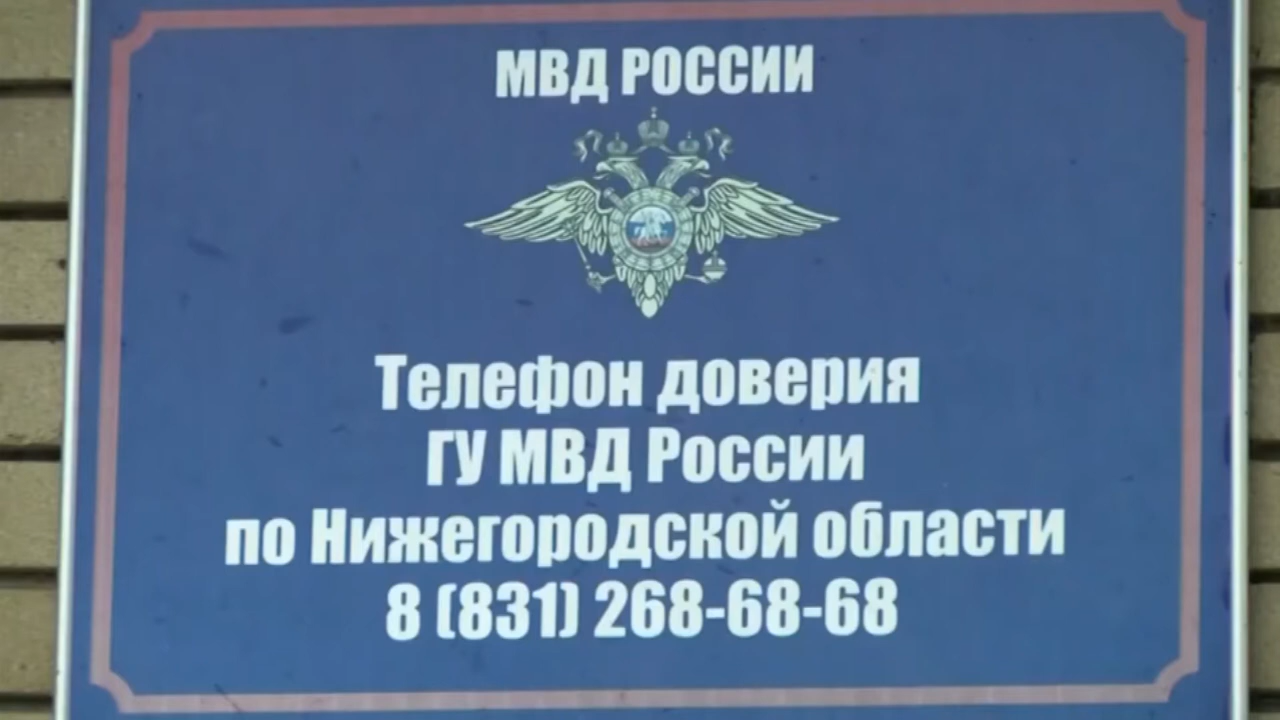 МВД РОССИИ
Телефон доверия
ГУ МВД России
по Нижегородской области
8 (831) 268-68-68